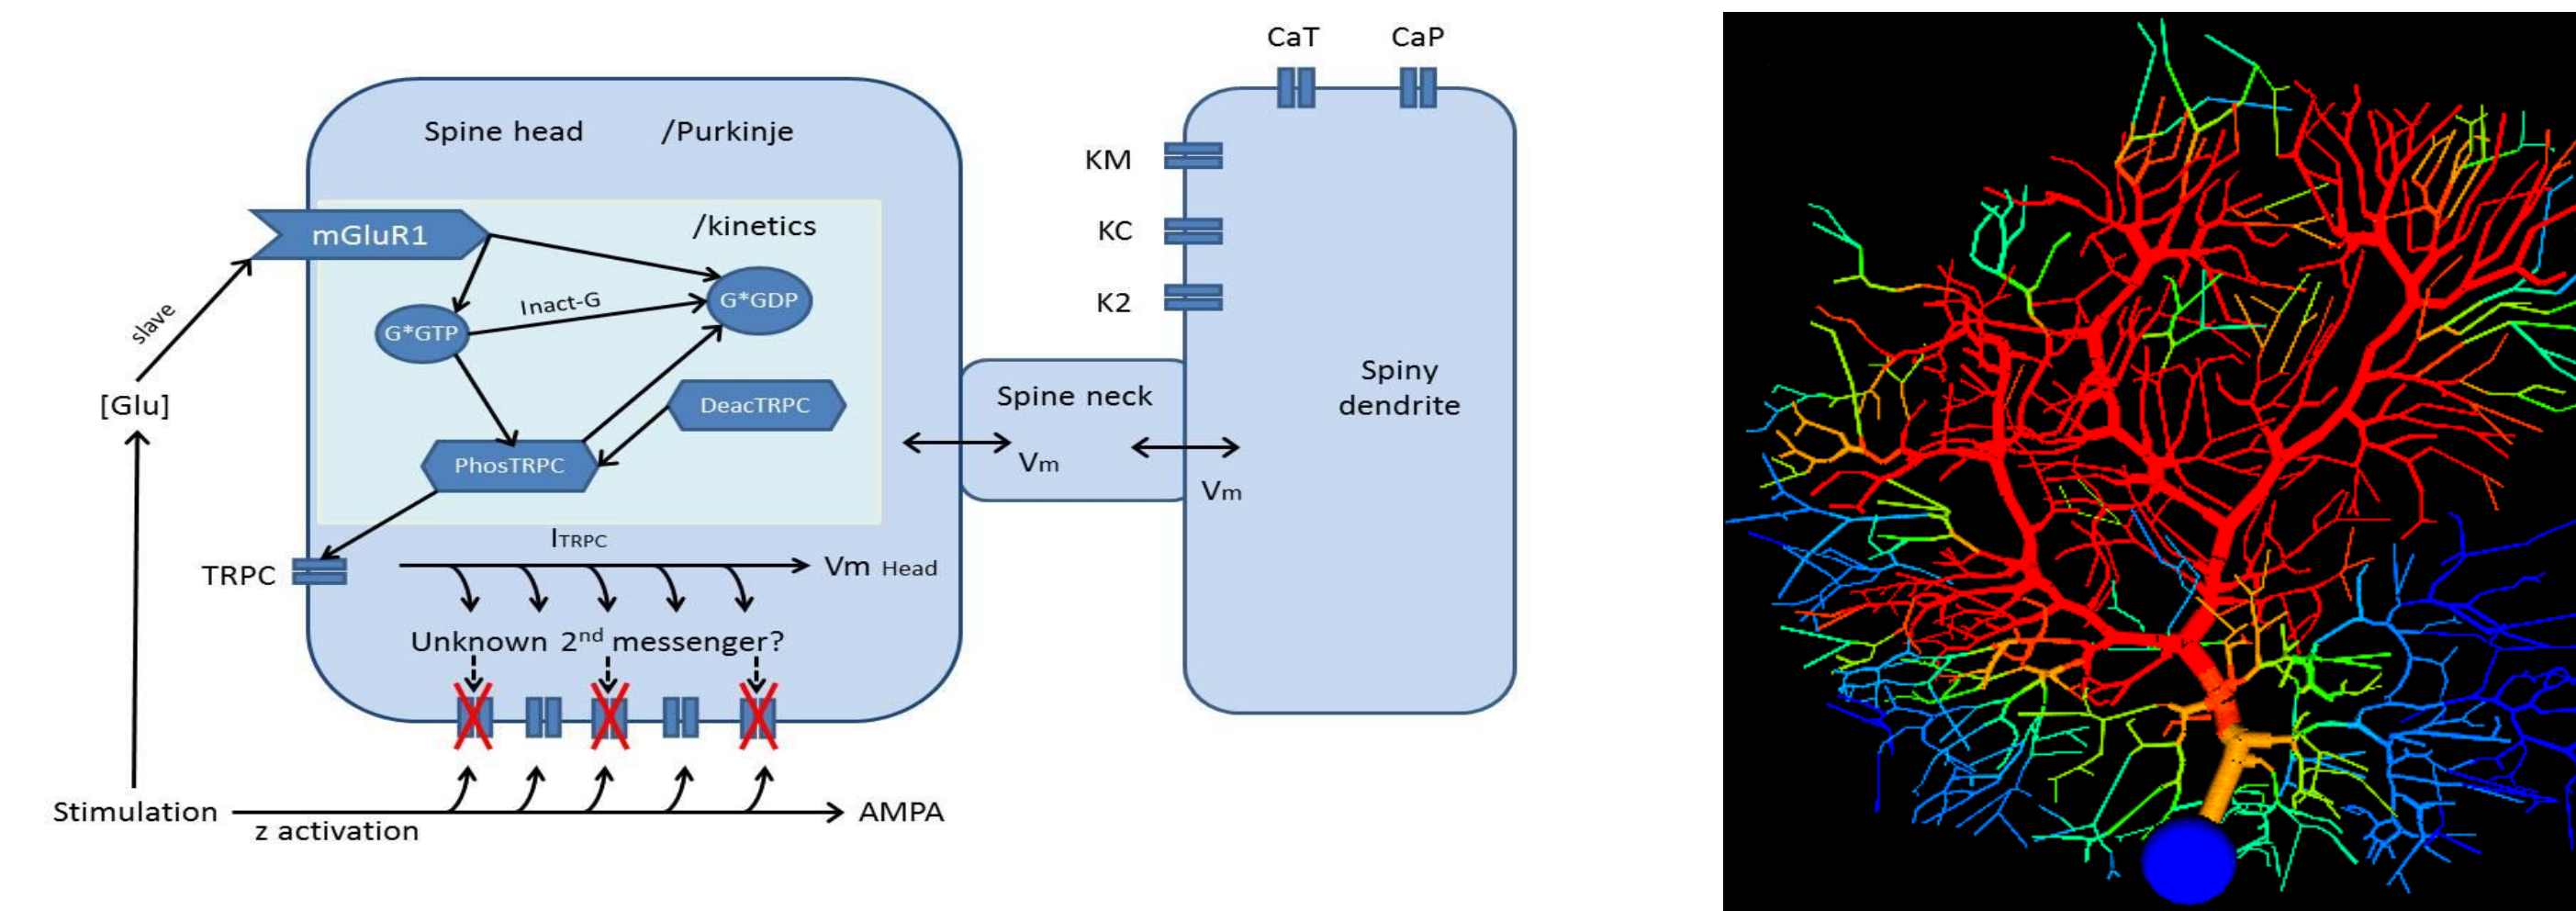 CaT CaP
Spine head /Purkinje
KM
mGluR1
/kinetics
KC
Inact-G
G*GDP
G*GTP
K2
slave
[Glu]
DeacTRPC
Spine neck
Spiny
dendrite
PhosTRPC
Vm
Vm
ITRPC
TRPC
Vm Head
Unknown 2nd messenger?
Stimulation
z activation
AMPA